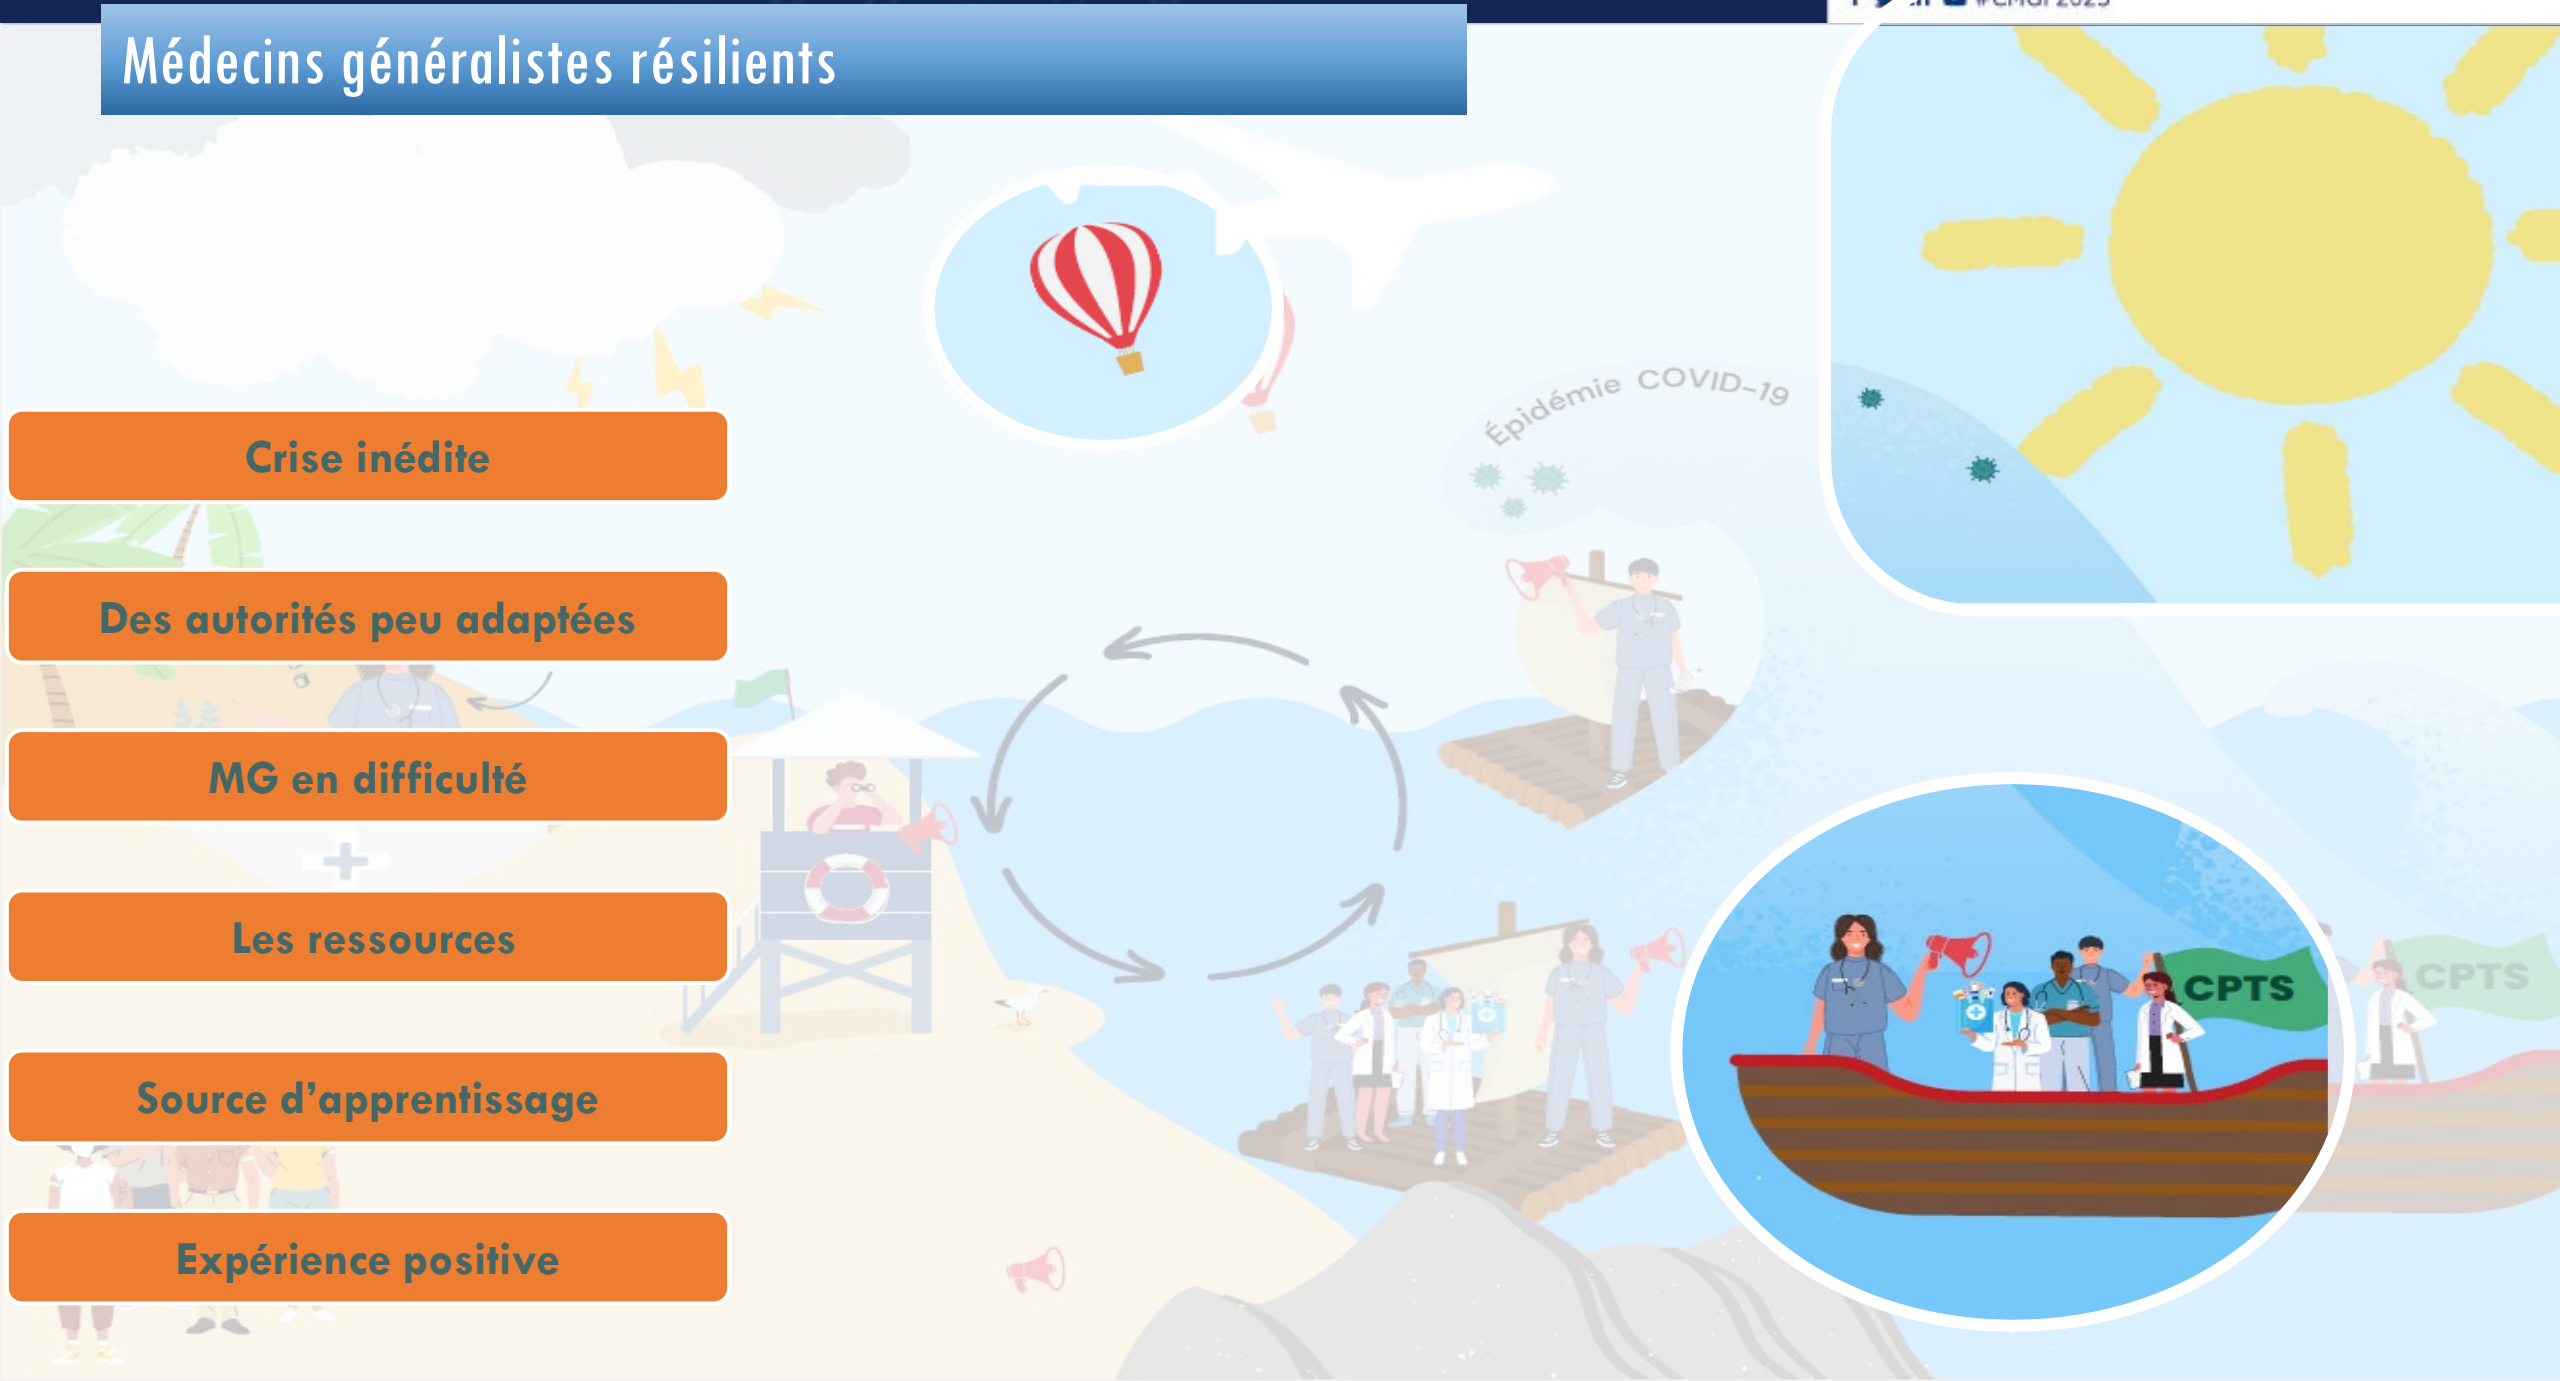 Médecins généralistes résilients
Épidémie COVID-19
Crise inédite
Des autorités peu adaptées
MG en difficulté
Les ressources
Source d’apprentissage
Expérience positive
CPTS
CPTS